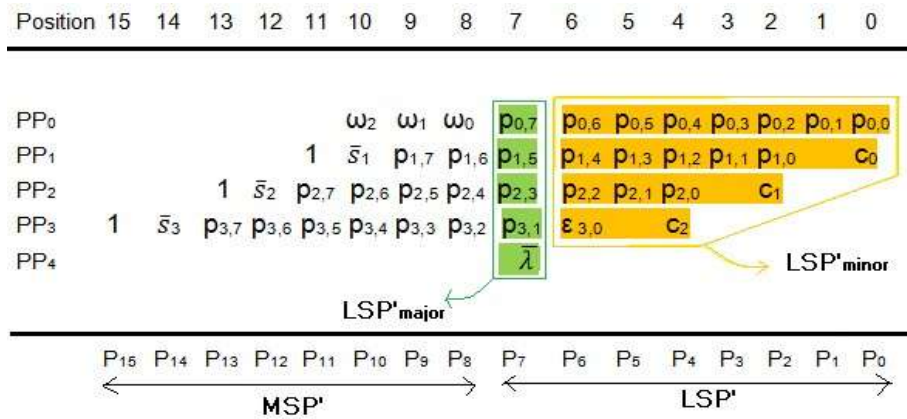 Position 15 14 13 12 11 10 9 8 7 6 5 4 3 2 1 0
PP₀ ω₂ ω₁ ω₀ p₀,₇ p₀,₆ p₀,₅ p₀,₄ p₀,₃ p₀,₂ p₀,₁ p₀,₀
PP₁ 1 s̄₁ p₁,₇ p₁,₆ p₁,₅ p₁,₄ p₁,₃ p₁,₂ p₁,₁ p₁,₀ c₀
PP₂ 1 s̄₂ p₂,₇ p₂,₆ p₂,₅ p₂,₄ p₂,₃ p₂,₂ p₂,₁ p₂,₀ c₁
PP₃ 1 s̄₃ p₃,₇ p₃,₆ p₃,₅ p₃,₄ p₃,₃ p₃,₂ p₃,₁ ε₃,₀ c₂
PP₄ λ̄
LSP'minor
LSP'major
P₁₅ P₁₄ P₁₃ P₁₂ P₁₁ P₁₀ P₉ P₈ P₇ P₆ P₅ P₄ P₃ P₂ P₁ P₀
MSP' LSP'